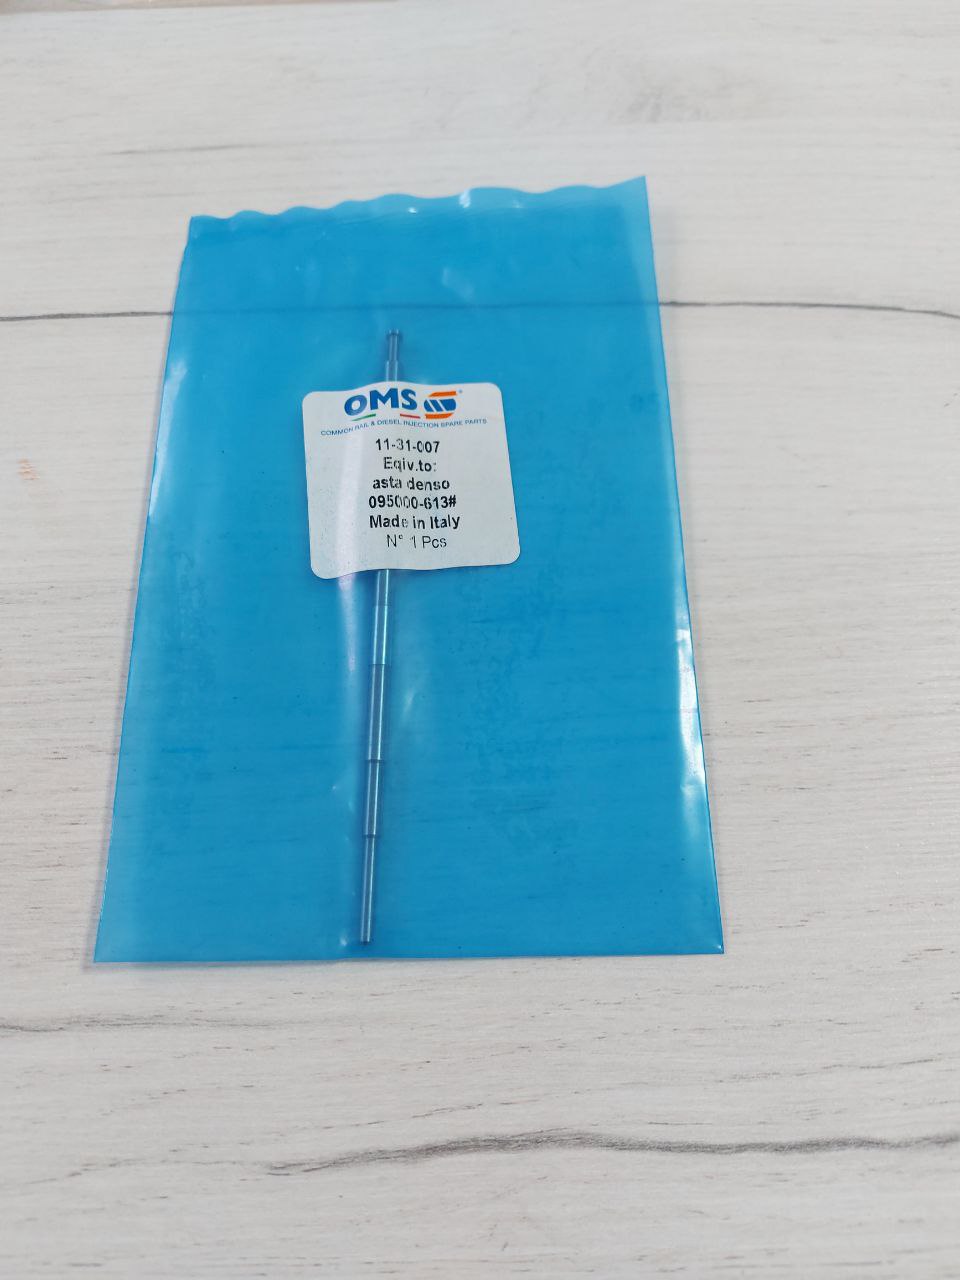 OMS
COMMON RAIL & DIESEL INJECTION SPARE PARTS
11-31-007
Eqiv.to:
asta denso
095000-613#
Made in Italy
N° 1 Pcs